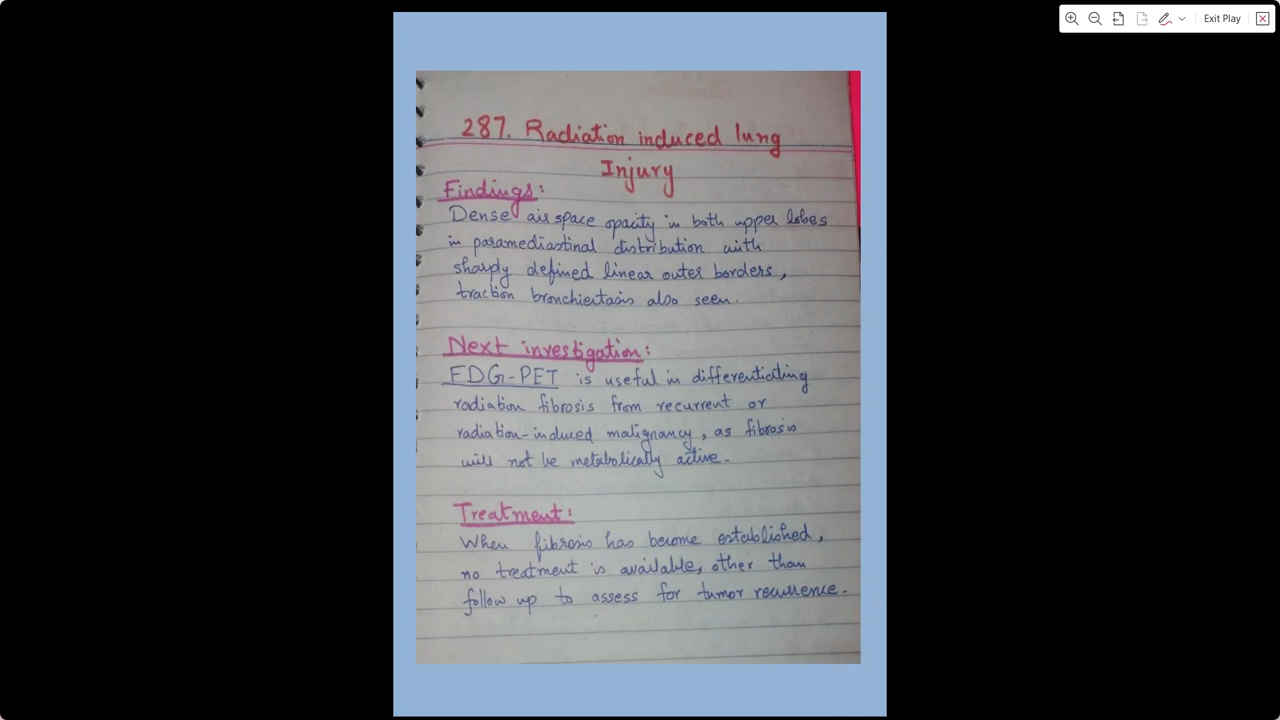 Exit Play
287. Radiation induced lung
Injury
Findings:
Dense air space opacity in both upper lobes
in paramediastinal distribution with
sharply defined linear outer borders,
traction bronchiectasis also seen.
Next investigation:
FDG-PET is useful in differentiating
radiation fibrosis from recurrent or
radiation-induced malignancy, as fibrosis
will not be metabolically active.
Treatment:
When fibrosis has become established,
no treatment is available, other than
follow up to assess for tumor recurrence.